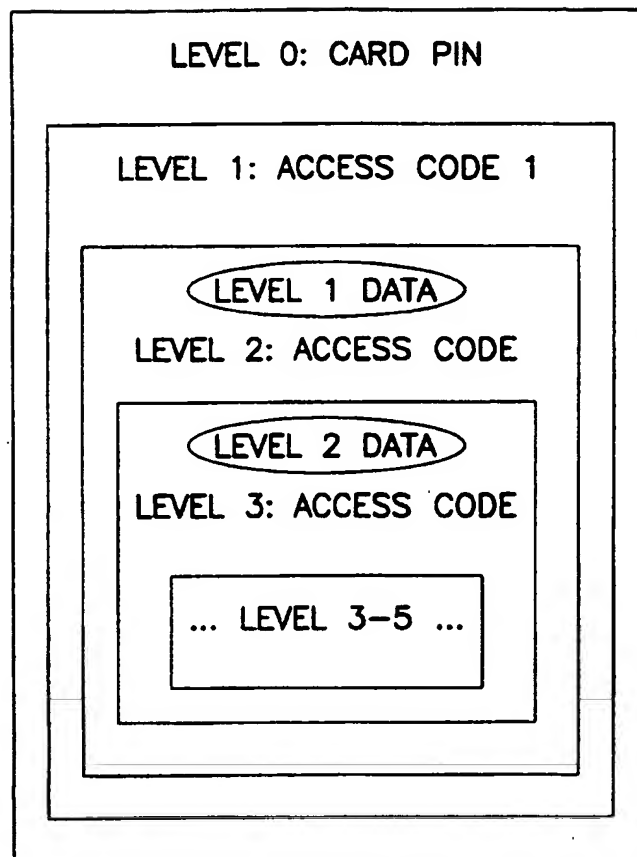 LEVEL 0: CARD PIN
LEVEL 1: ACCESS CODE 1
LEVEL 1 DATA
LEVEL 2: ACCESS CODE
LEVEL 2 DATA
LEVEL 3: ACCESS CODE
... LEVEL 3-5 ...